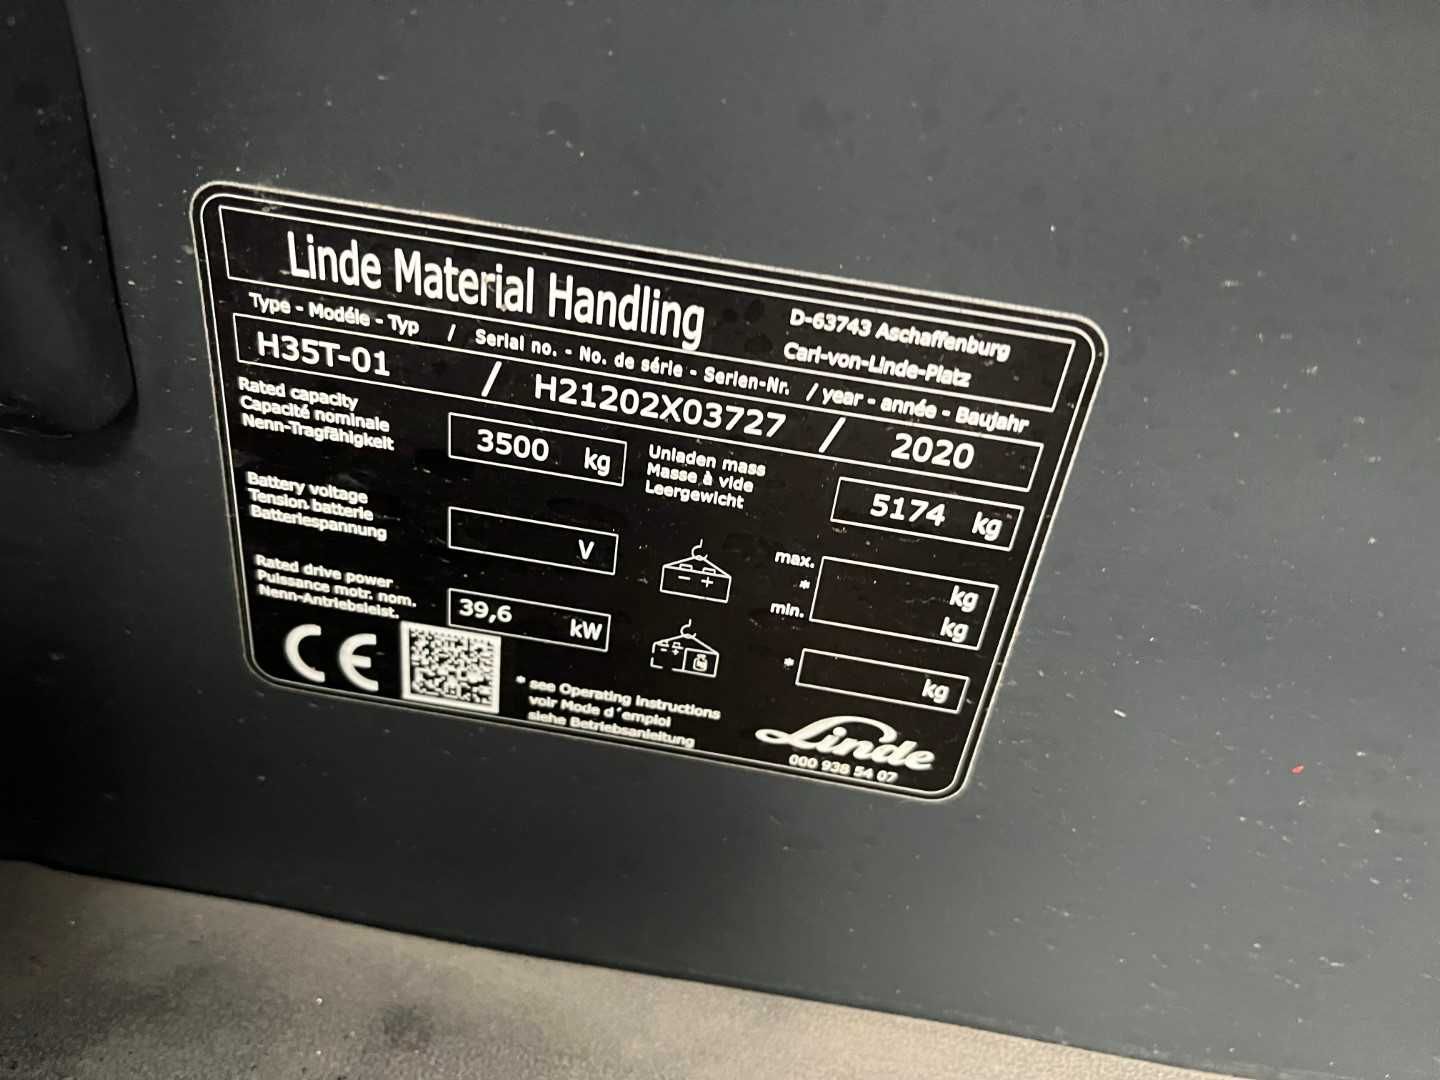 Linde Material Handling
D-63743 Aschaffenburg
Carl-von-Linde-Platz
Type - Modéle - Typ / Serial no. - No. de série - Serien-Nr. / year - année - Baujahr
H35T-01 / H21202X03727 / 2020
Rated capacity
Capacité nominale
Nenn-Tragfähigkeit
3500 kg
Unladen mass
Masse à vide
Leergewicht
5174 kg
Battery voltage
Tension batterie
Batteriespannung
V
- +
max.
*
min.
kg
kg
Rated drive power
Puissance motr. nom.
Nenn-Antriebsleist.
39,6 kW
- +
*
kg
CE
* see Operating instructions
voir Mode d´emploi
siehe Betriebsanleitung
Linde
000 938 54 07